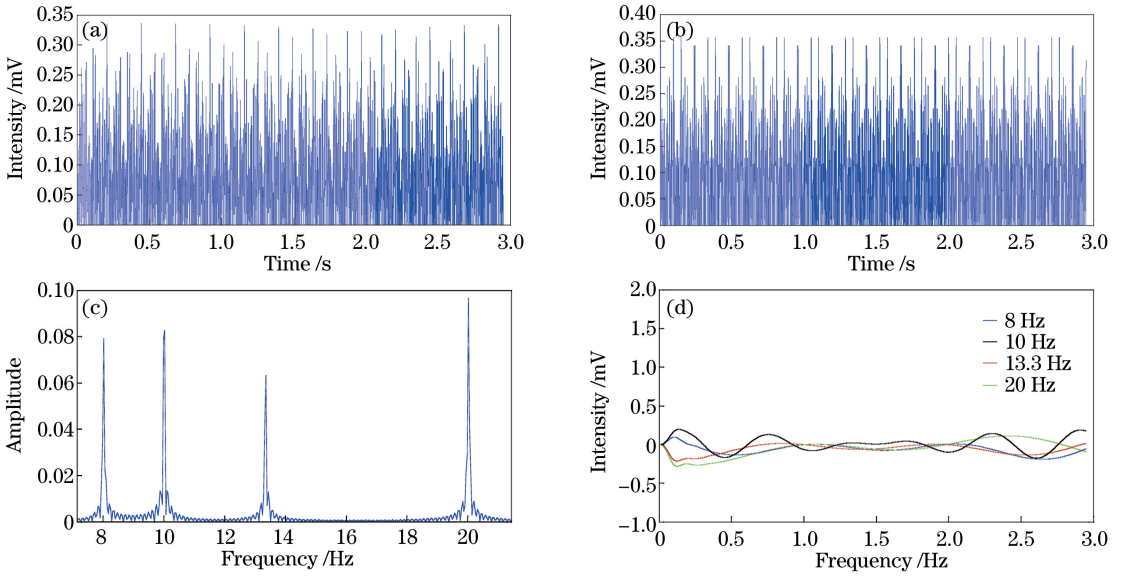 (a)
Intensity /mV
0.35
0.30
0.25
0.20
0.15
0.10
0.05
0
0 0.5 1.0 1.5 2.0 2.5 3.0
Time /s
(b)
Intensity /mV
0.40
0.35
0.30
0.25
0.20
0.15
0.10
0.05
0
0 0.5 1.0 1.5 2.0 2.5 3.0
Time /s
(c)
Amplitude
0.10
0.08
0.06
0.04
0.02
0
8 10 12 14 16 18 20
Frequency /Hz
(d)
Intensity /mV
2.0
1.5
1.0
0.5
0
−0.5
−1.0
8 Hz
10 Hz
13.3 Hz
20 Hz
0 0.5 1.0 1.5 2.0 2.5 3.0
Frequency /Hz